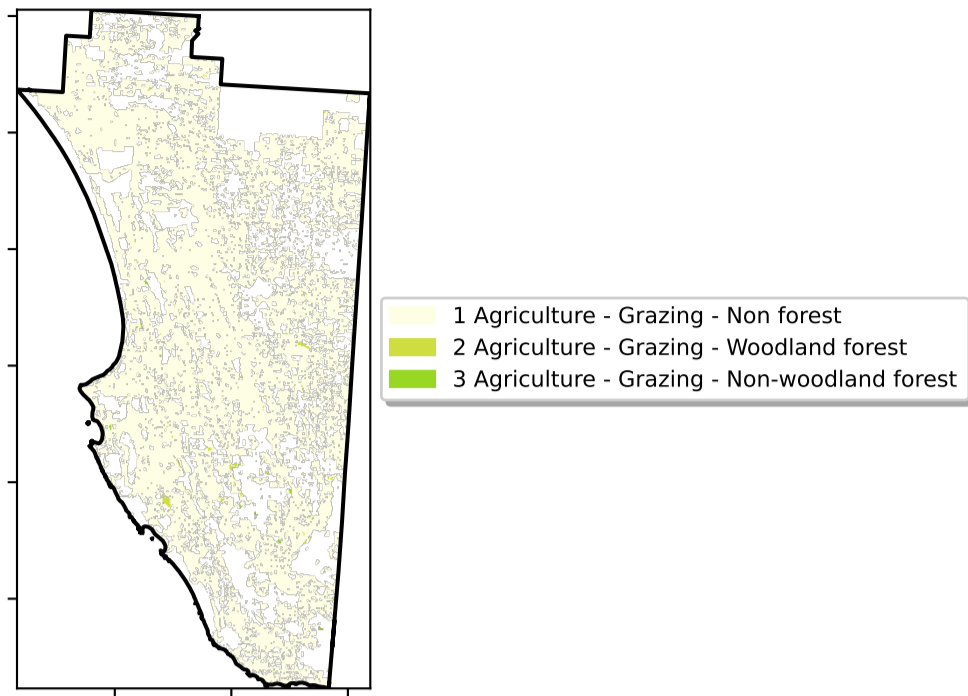 1 Agriculture - Grazing - Non forest
2 Agriculture - Grazing - Woodland forest
3 Agriculture - Grazing - Non-woodland forest